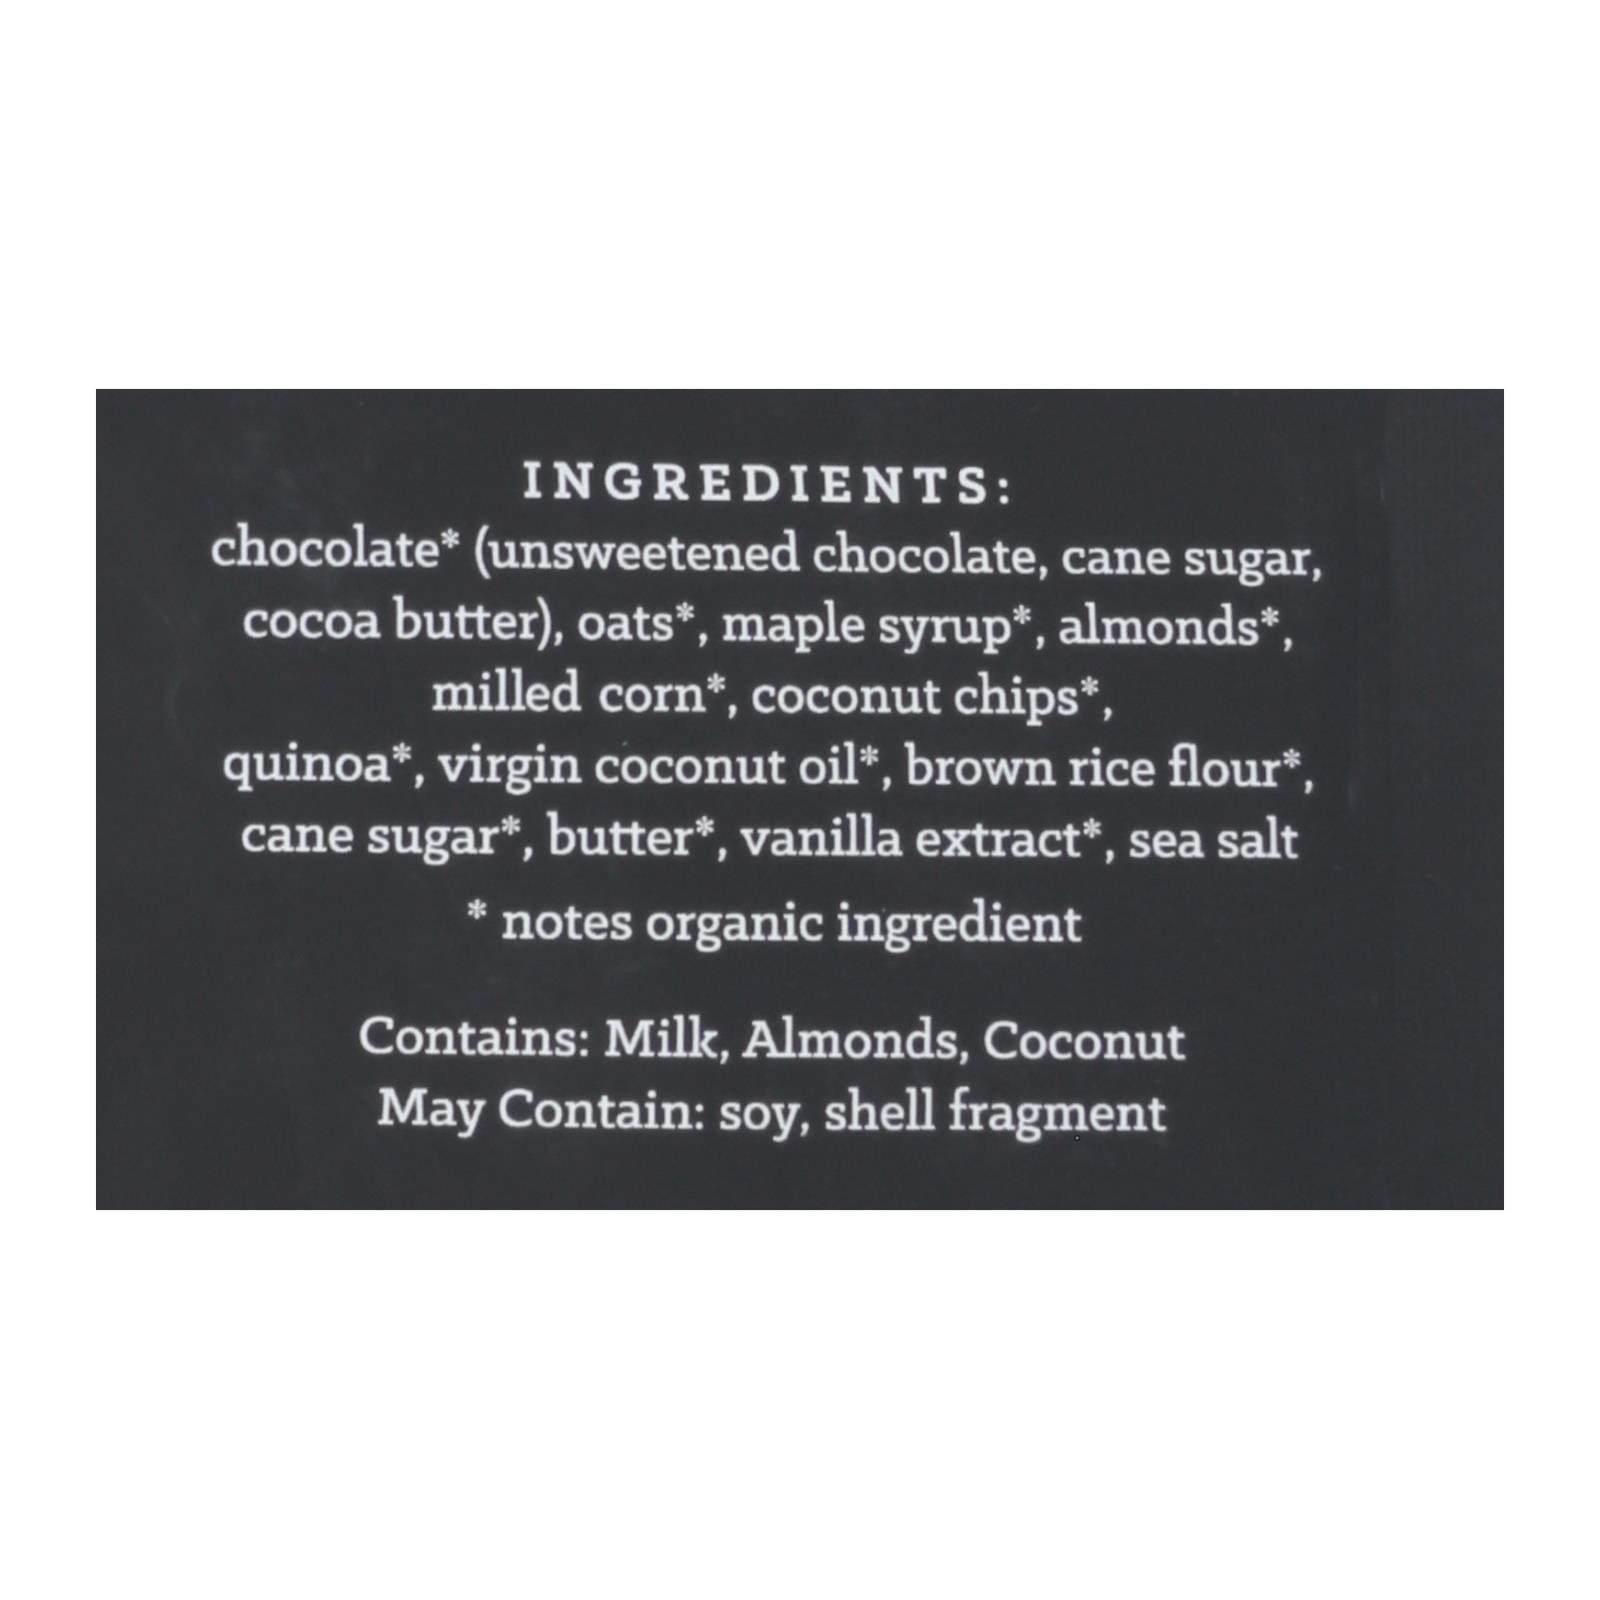 INGREDIENTS:
chocolate* (unsweetened chocolate, cane sugar,
cocoa butter), oats*, maple syrup*, almonds*,
milled corn*, coconut chips*,
quinoa*, virgin coconut oil*, brown rice flour*,
cane sugar*, butter*, vanilla extract*, sea salt
* notes organic ingredient
Contains: Milk, Almonds, Coconut
May Contain: soy, shell fragment